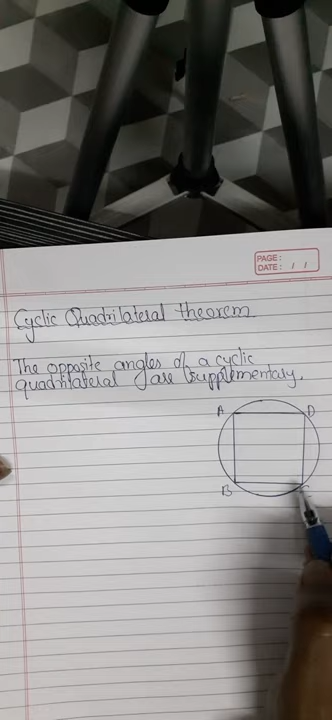 PAGE:
DATE: / /
Cyclic Quadrilateral theorem
The opposite angles of a cyclic
quadrilateral are supplementary.
A D
B C